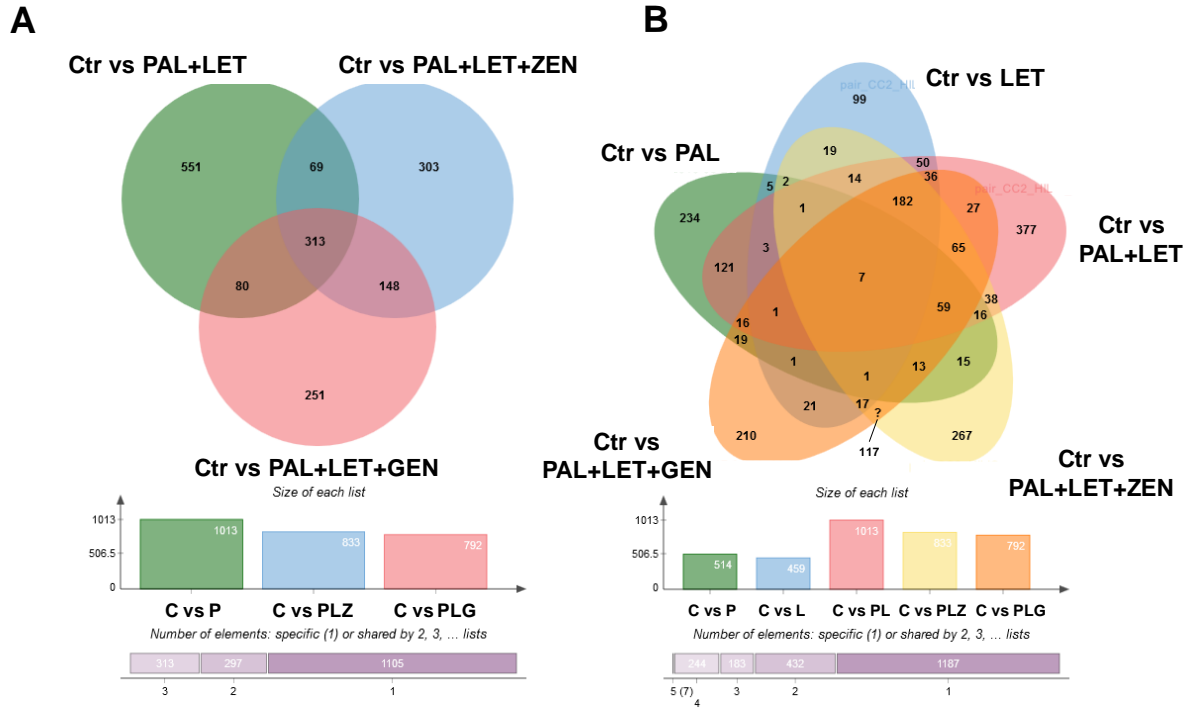 A
Ctr vs PAL+LET
Ctr vs PAL+LET+ZEN
551
69
303
313
80
148
251
Ctr vs PAL+LET+GEN
Size of each list
1013
506.5
0
1013
833
792
C vs P
C vs PLZ
C vs PLG
Number of elements: specific (1) or shared by 2, 3, ... lists
313
297
1105
3
2
1
B
pair_CC2_HIL
Ctr vs LET
99
Ctr vs PAL
19
50
5
2
14
36
pair_CC2_HIL
234
1
182
27
377
Ctr vs
PAL+LET
3
65
121
7
16
1
59
38
16
19
1
1
13
15
21
17
?
210
117
267
Ctr vs
PAL+LET+GEN
Ctr vs
PAL+LET+ZEN
Size of each list
1013
506.5
0
514
459
1013
833
792
C vs P
C vs L
C vs PL
C vs PLZ
C vs PLG
Number of elements: specific (1) or shared by 2, 3, ... lists
244
183
432
1187
5 (7)
4
3
2
1